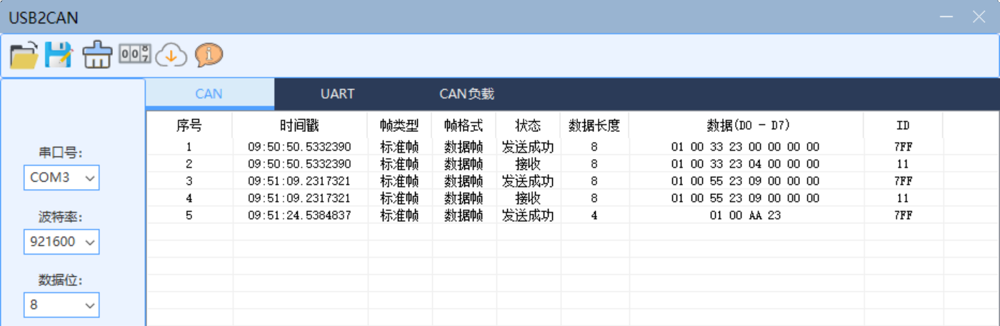 USB2CAN
007
CAN UART CAN负载
序号 时间戳 帧类型 帧格式 状态 数据长度 数据(D0 - D7) ID
1 09:50:50.5332390 标准帧 数据帧 发送成功 8 01 00 33 23 00 00 00 00 7FF
2 09:50:50.5332390 标准帧 数据帧 接收 8 01 00 33 23 04 00 00 00 11
3 09:51:09.2317321 标准帧 数据帧 发送成功 8 01 00 55 23 09 00 00 00 7FF
4 09:51:09.2317321 标准帧 数据帧 接收 8 01 00 55 23 09 00 00 00 11
5 09:51:24.5384837 标准帧 数据帧 发送成功 4 01 00 AA 23 7FF
串口号:
COM3
波特率:
921600
数据位:
8